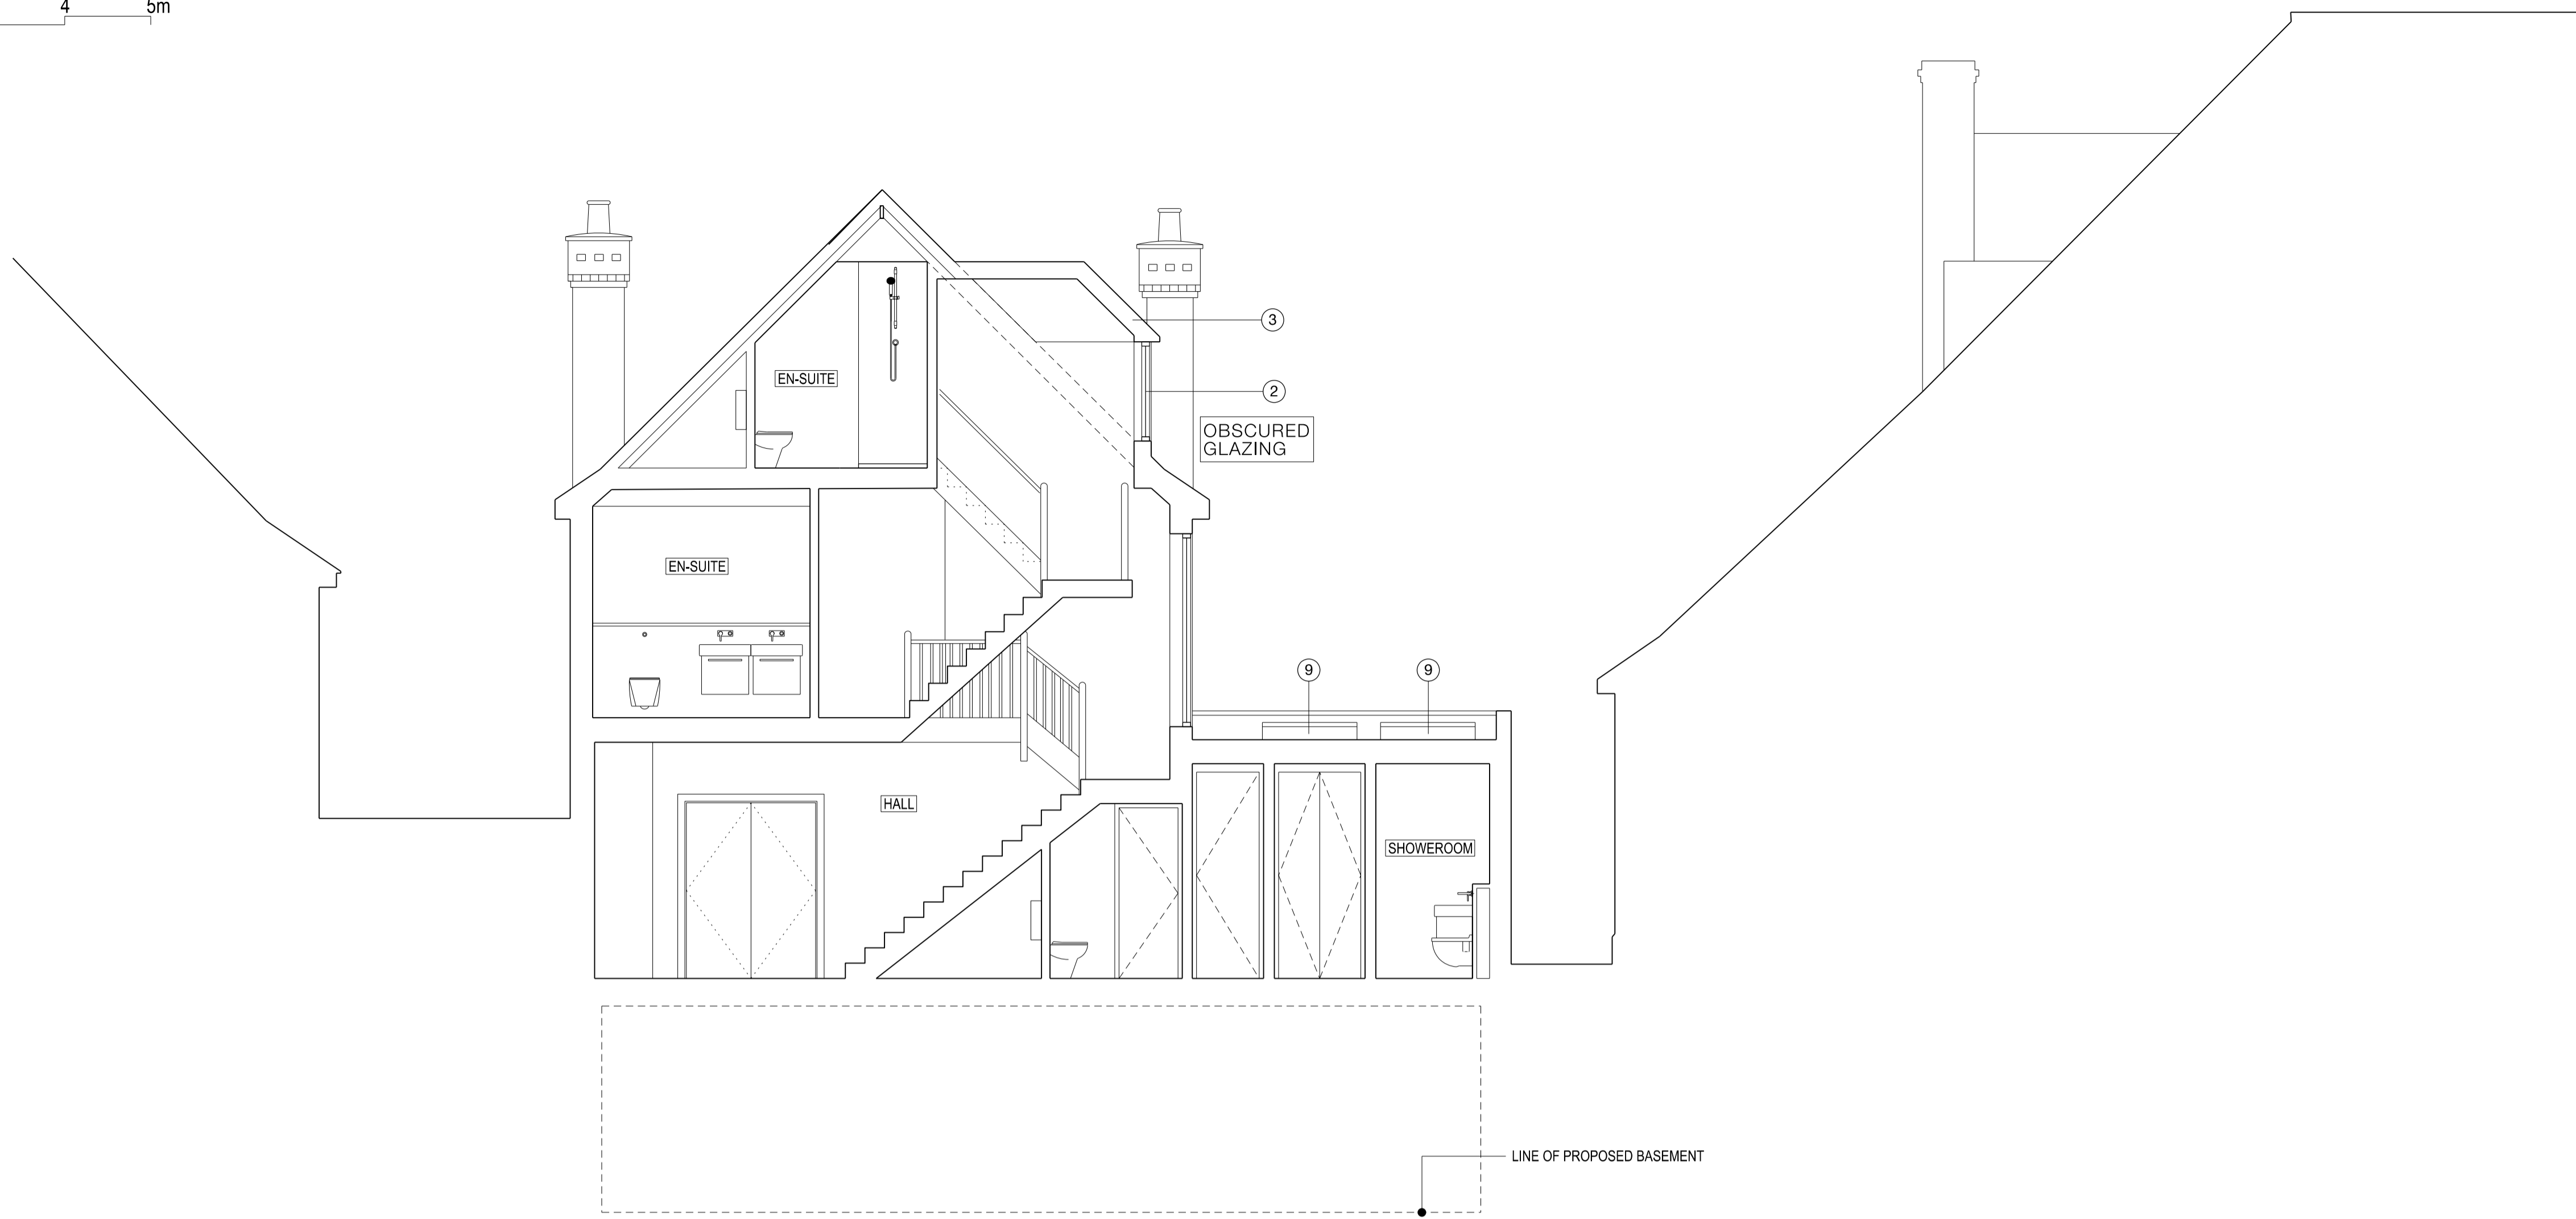 4 5m
3
EN-SUITE
2
OBSCURED
GLAZING
EN-SUITE
9 9
HALL
SHOWEROOM
LINE OF PROPOSED BASEMENT